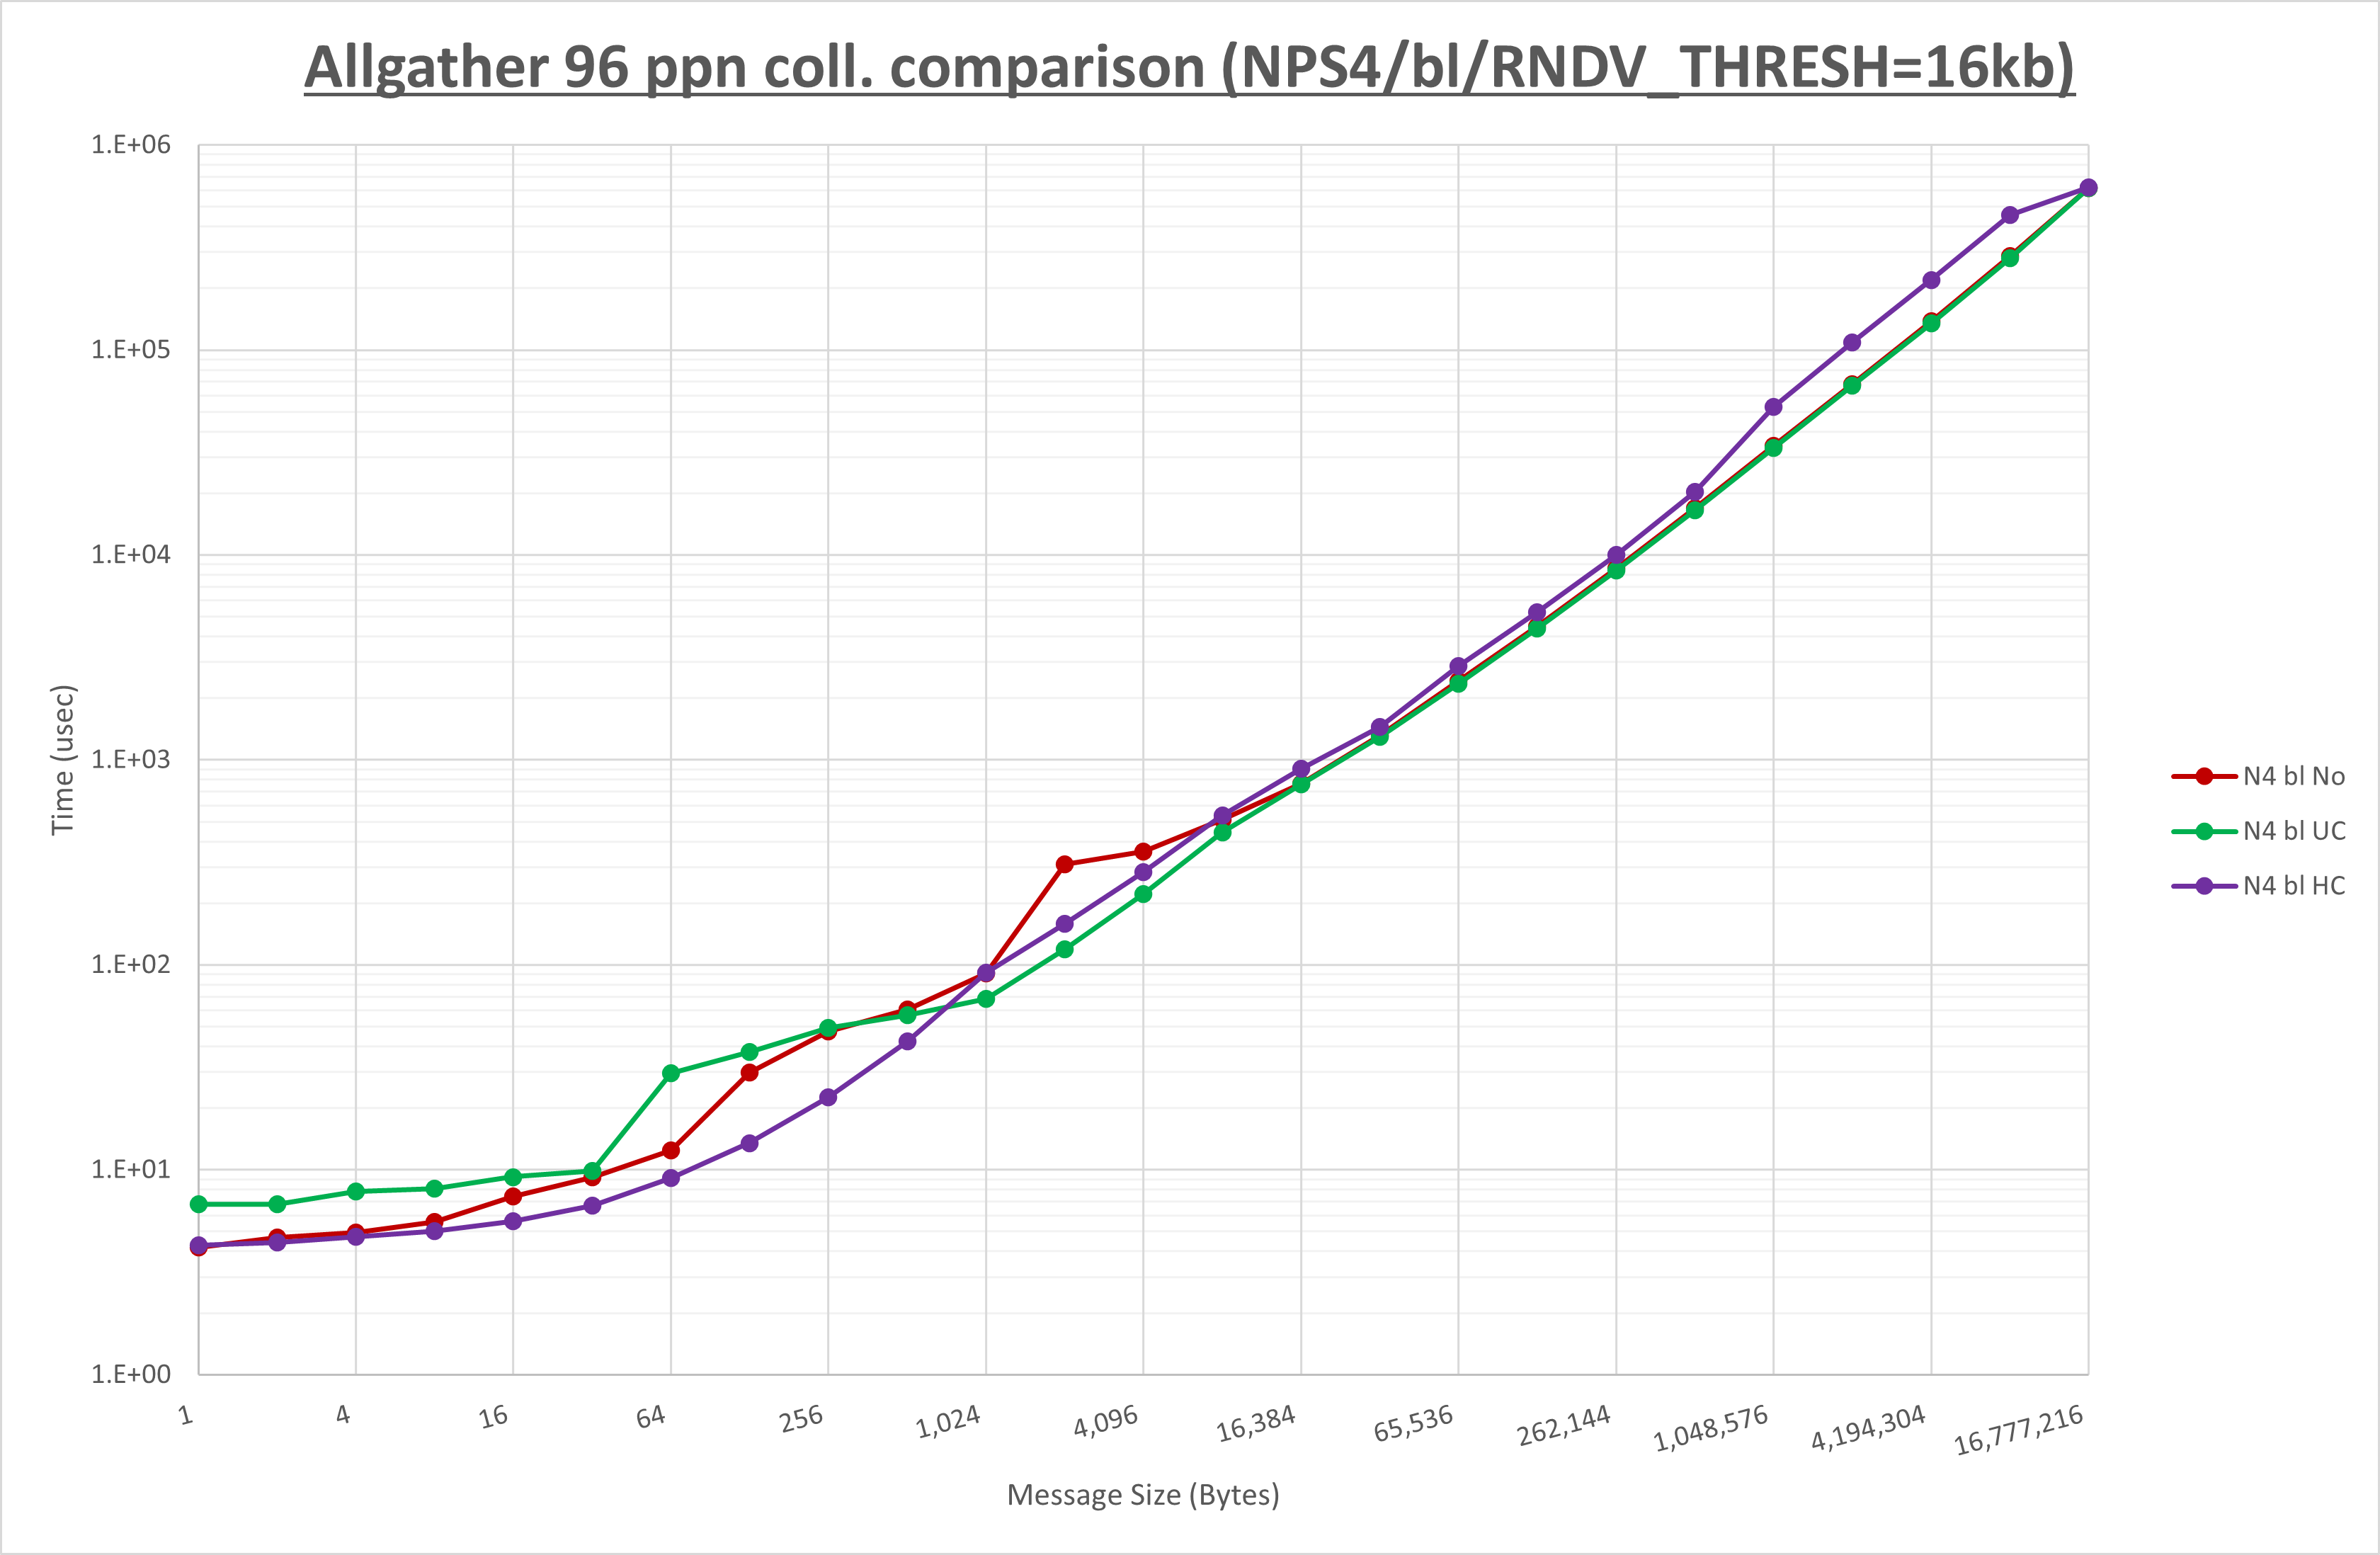 Allgather 96 ppn coll. comparison (NPS4/bl/RNDV_THRESH=16kb)
1.E+06
1.E+05
1.E+04
1.E+03
1.E+02
1.E+01
1.E+00
Time (usec)
N4 bl No
N4 bl UC
N4 bl HC
1 4 16 64 256 1,024 4,096 16,384 65,536 262,144 1,048,576 4,194,304 16,777,216
Message Size (Bytes)